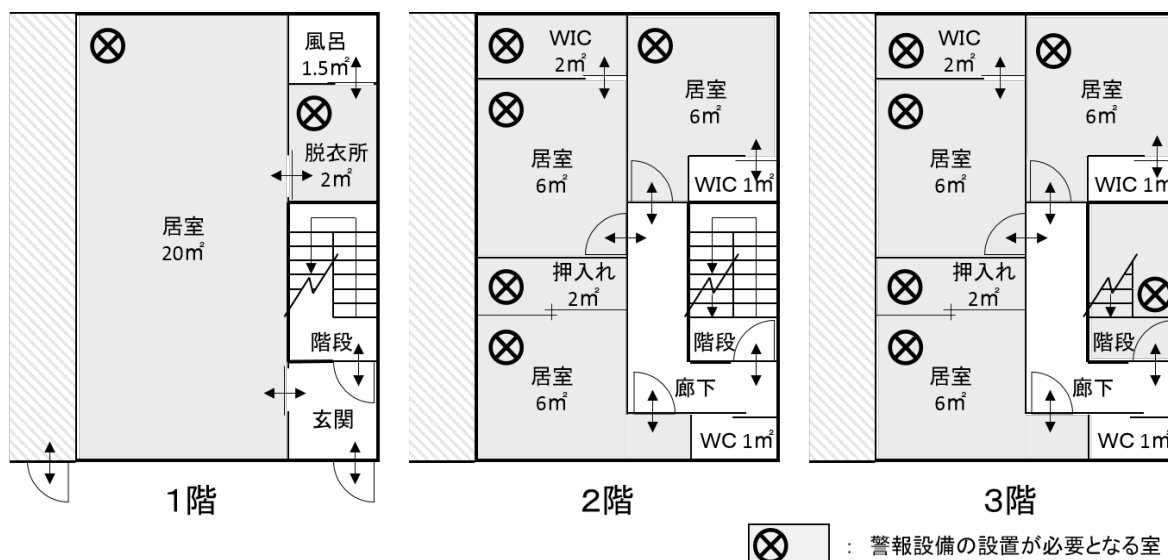 風呂
1.5㎡
脱衣所
2㎡
居室
20㎡
階段
玄関
1階
WIC
2㎡
居室
6㎡
居室
6㎡
WIC 1㎡
押入れ
2㎡
階段
居室
6㎡
廊下
WC 1㎡
2階
WIC
2㎡
居室
6㎡
居室
6㎡
WIC 1㎡
押入れ
2㎡
階段
居室
6㎡
廊下
WC 1㎡
3階
： 警報設備の設置が必要となる室